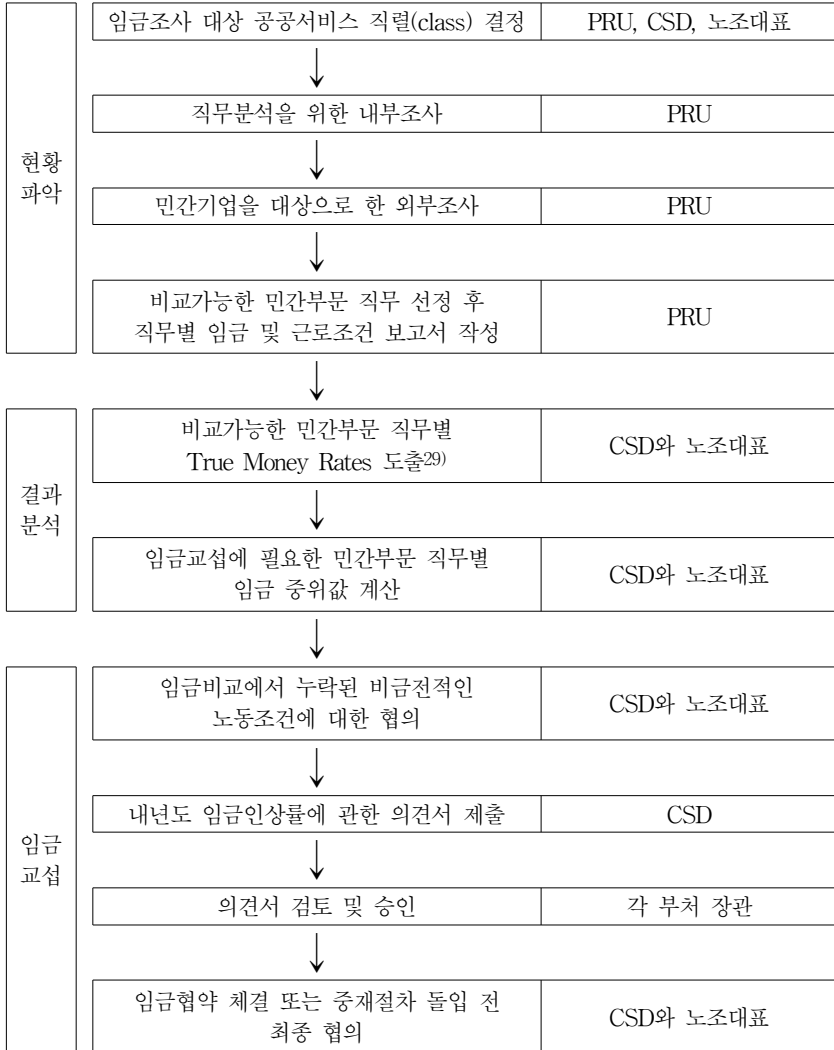 임금조사 대상 공공서비스 직렬(class) 결정
PRU, CSD, 노조대표
직무분석을 위한 내부조사
PRU
현황
파악
민간기업을 대상으로 한 외부조사
PRU
비교가능한 민간부문 직무 선정 후
직무별 임금 및 근로조건 보고서 작성
PRU
비교가능한 민간부문 직무별
True Money Rates 도출29)
CSD와 노조대표
결과
분석
임금교섭에 필요한 민간부문 직무별
임금 중위값 계산
CSD와 노조대표
임금비교에서 누락된 비금전적인
노동조건에 대한 협의
CSD와 노조대표
내년도 임금인상률에 관한 의견서 제출
CSD
임금
교섭
의견서 검토 및 승인
각 부처 장관
임금협약 체결 또는 중재절차 돌입 전
최종 협의
CSD와 노조대표